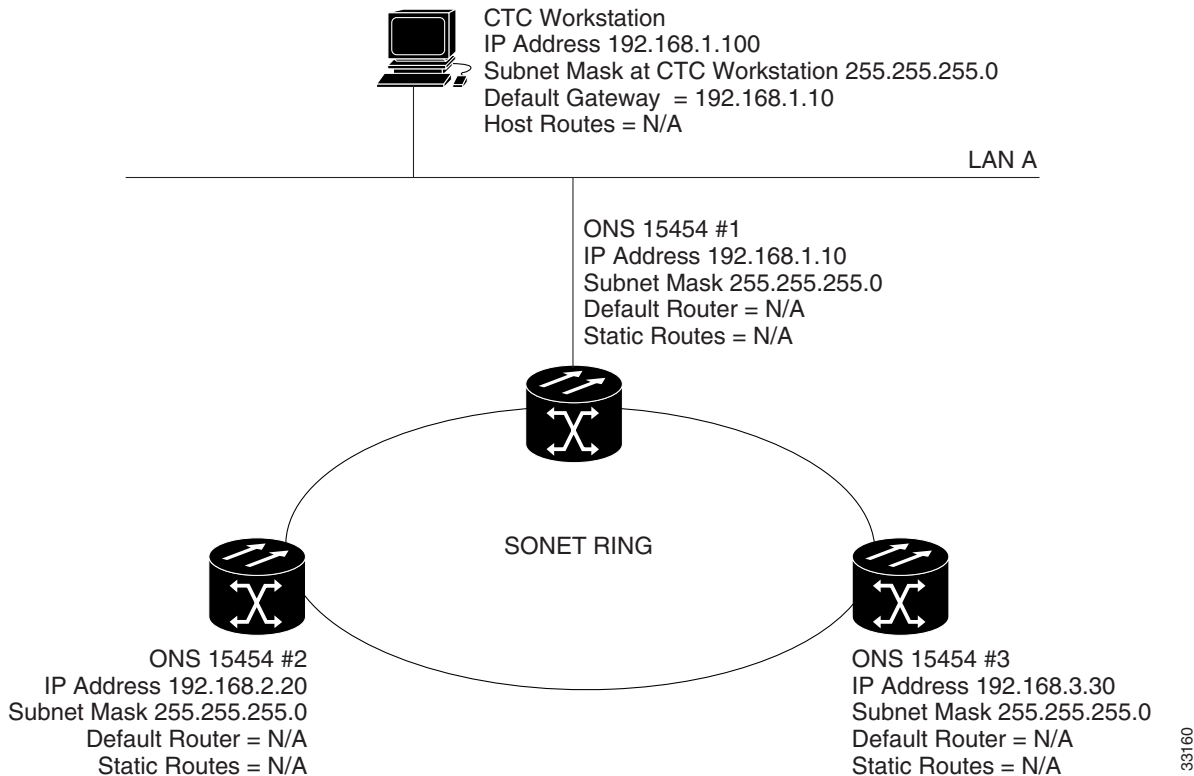 CTC Workstation
IP Address 192.168.1.100
Subnet Mask at CTC Workstation 255.255.255.0
Default Gateway = 192.168.1.10
Host Routes = N/A
LAN A
ONS 15454 #1
IP Address 192.168.1.10
Subnet Mask 255.255.255.0
Default Router = N/A
Static Routes = N/A
SONET RING
ONS 15454 #2
IP Address 192.168.2.20
Subnet Mask 255.255.255.0
Default Router = N/A
Static Routes = N/A
ONS 15454 #3
IP Address 192.168.3.30
Subnet Mask 255.255.255.0
Default Router = N/A
Static Routes = N/A
33160